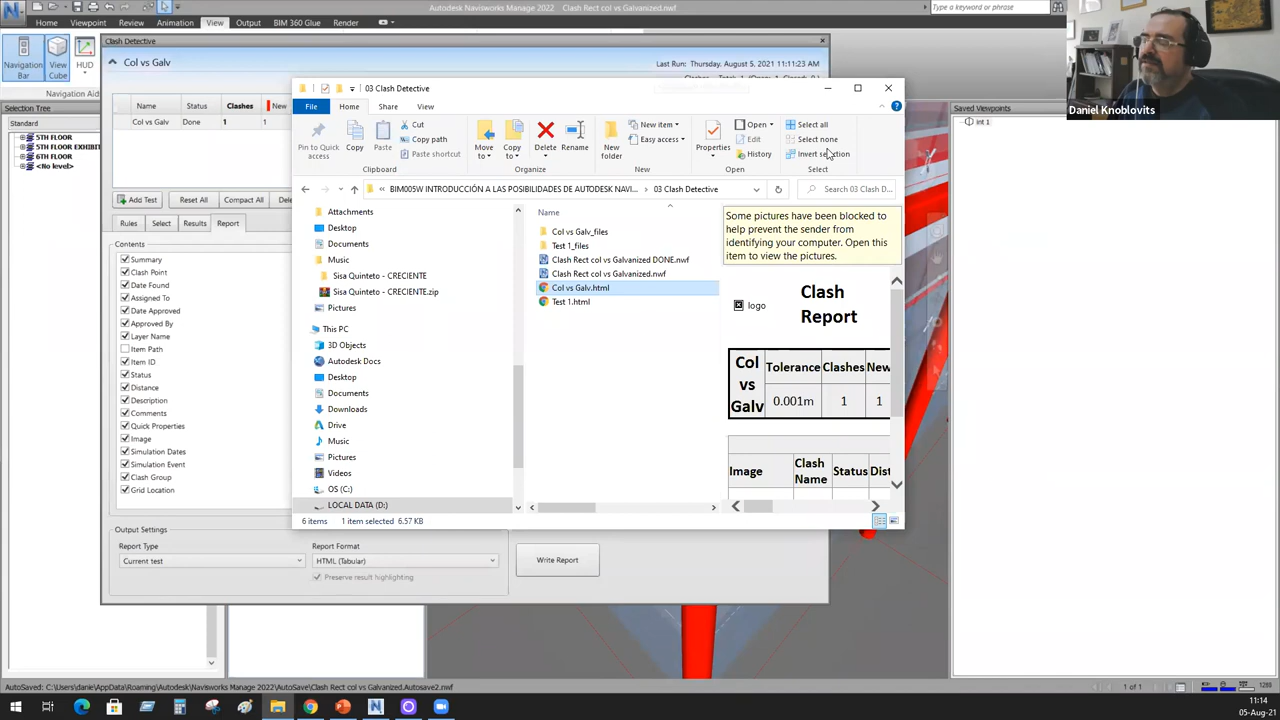 Autodesk Navisworks Manage 2022 Clash Rect col vs Galvanized.nwf
Type a keyword or phrase
Home Viewpoint Review Animation View Output BIM 360 Glue Render
Navigation Bar
View Cube
HUD
Navigation Aid
Clash Detective
Col vs Galv
Last Run: Thursday, August 5, 2021 11:11:23 AM
Name Status Clashes New
Col vs Galv Done 1 1
Selection Tree
Standard
5TH FLOOR
5TH FLOOR EXHIBIT
6TH FLOOR
<No level>
Add Test Reset All Compact All Dele
Rules Select Results Report
Contents
Summary
Clash Point
Date Found
Assigned To
Date Approved
Approved By
Layer Name
Item Path
Item ID
Status
Distance
Description
Comments
Quick Properties
Image
Simulation Dates
Simulation Event
Clash Group
Grid Location
Output Settings
Report Type
Report Format
Current test
HTML (Tabular)
Preserve result highlighting
Write Report
03 Clash Detective
File Home Share View
Pin to Quick access
Copy
Paste
Cut
Copy path
Paste shortcut
Clipboard
Move to
Copy to
Delete
Rename
Organize
New folder
New item
Easy access
New
Properties
Open
Edit
History
Open
Select all
Select none
Invert selection
Select
« BIM005W INTRODUCCIÓN A LAS POSIBILIDADES DE AUTODESK NAVI... › 03 Clash Detective
Search 03 Clash D...
Attachments
Desktop
Documents
Music
Sisa Quinteto - CRECIENTE
Sisa Quinteto - CRECIENTE.zip
Pictures
This PC
3D Objects
Autodesk Docs
Desktop
Documents
Downloads
Drive
Music
Pictures
Videos
OS (C:)
LOCAL DATA (D:)
Name
Col vs Galv_files
Test 1_files
Clash Rect col vs Galvanized DONE.nwf
Clash Rect col vs Galvanized.nwf
Col vs Galv.html
Test 1.html
Some pictures have been blocked to
help prevent the sender from
identifying your computer. Open this
item to view the pictures.
logo
Clash
Report
Col vs Galv
Tolerance Clashes New
0.001m 1 1
Image Clash Name Status Dist
6 items 1 item selected 6.57 KB
Saved Viewpoints
int 1
Daniel Knoblovits
AutoSaved: C:\Users\danie\AppData\Roaming\Autodesk\Navisworks Manage 2022\AutoSave\Clash Rect col vs Galvanized.Autosave2.nwf
1 of 1
1288
11:14
05-Aug-21